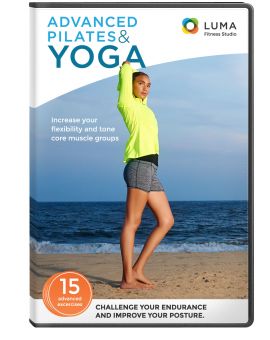 ADVANCED
PILATES &
YOGA
LUMA
Fitness Studio
Increase your
flexibility and tone
core muscle groups
15
advanced
excercises
CHALLENGE YOUR ENDURANCE
AND IMPROVE YOUR POSTURE.